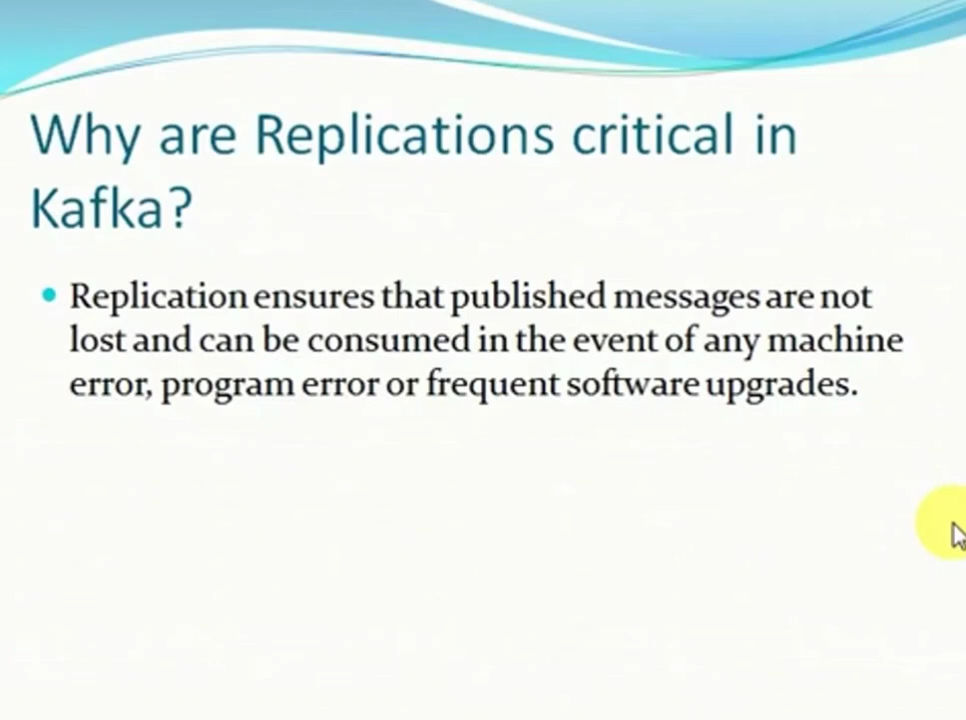 Why are Replications critical in
Kafka?
Replication ensures that published messages are not
lost and can be consumed in the event of any machine
error, program error or frequent software upgrades.